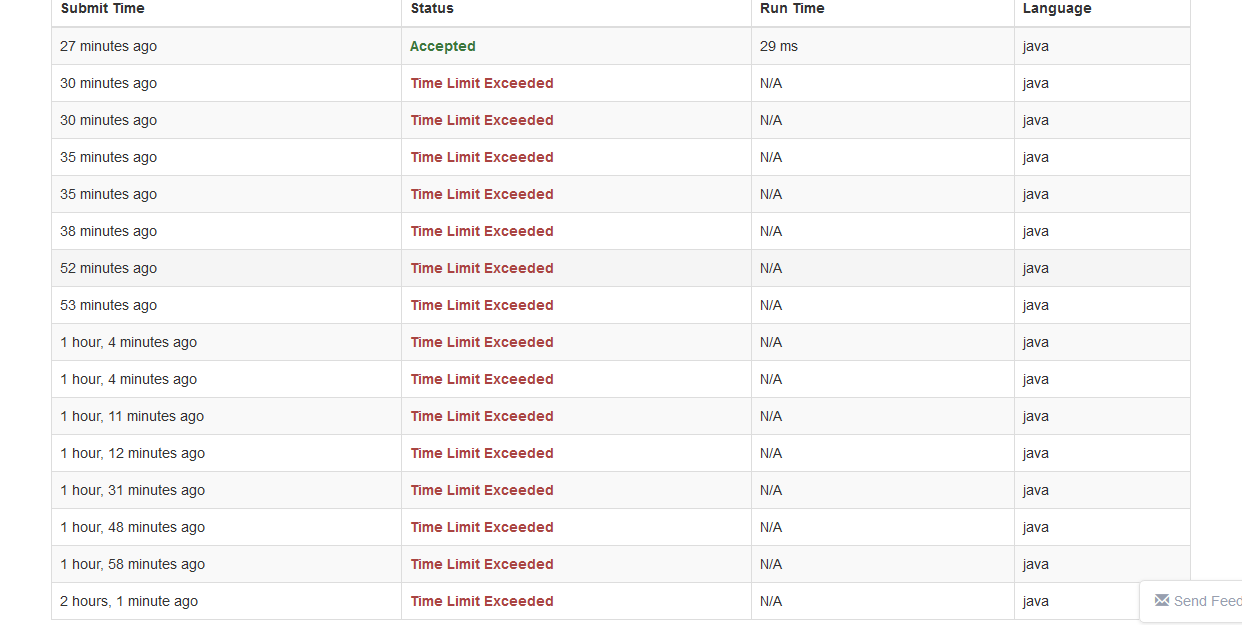 Submit Time Status Run Time Language
27 minutes ago Accepted 29 ms java
30 minutes ago Time Limit Exceeded N/A java
30 minutes ago Time Limit Exceeded N/A java
35 minutes ago Time Limit Exceeded N/A java
35 minutes ago Time Limit Exceeded N/A java
38 minutes ago Time Limit Exceeded N/A java
52 minutes ago Time Limit Exceeded N/A java
53 minutes ago Time Limit Exceeded N/A java
1 hour, 4 minutes ago Time Limit Exceeded N/A java
1 hour, 4 minutes ago Time Limit Exceeded N/A java
1 hour, 11 minutes ago Time Limit Exceeded N/A java
1 hour, 12 minutes ago Time Limit Exceeded N/A java
1 hour, 31 minutes ago Time Limit Exceeded N/A java
1 hour, 48 minutes ago Time Limit Exceeded N/A java
1 hour, 58 minutes ago Time Limit Exceeded N/A java
2 hours, 1 minute ago Time Limit Exceeded N/A java
Send Feed